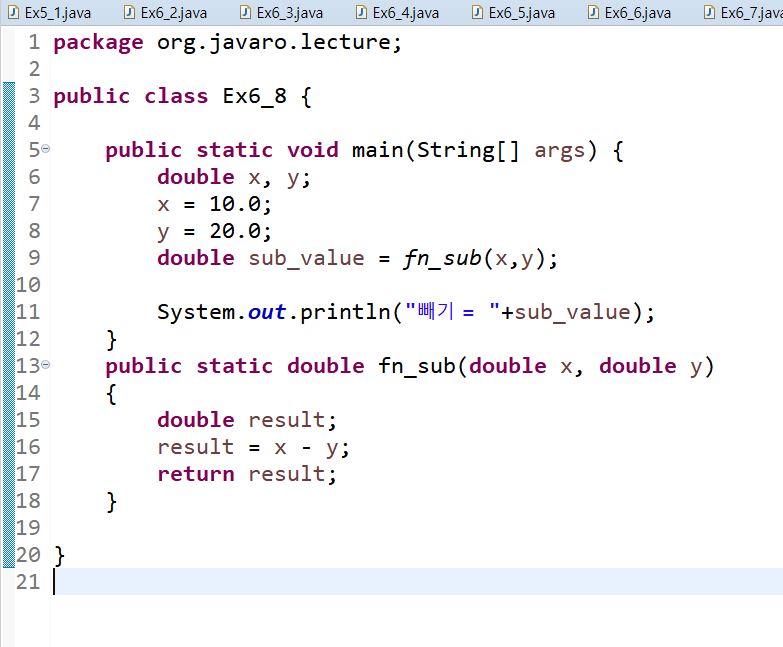 Ex5_1.java Ex6_2.java Ex6_3.java Ex6_4.java Ex6_5.java Ex6_6.java Ex6_7.java
1 package org.javaro.lecture;
2
3 public class Ex6_8 {
4
5 public static void main(String[] args) {
6 double x, y;
7 x = 10.0;
8 y = 20.0;
9 double sub_value = fn_sub(x,y);
10
11 System.out.println("빼기 = "+sub_value);
12 }
13 public static double fn_sub(double x, double y)
14 {
15 double result;
16 result = x - y;
17 return result;
18 }
19
20 }
21